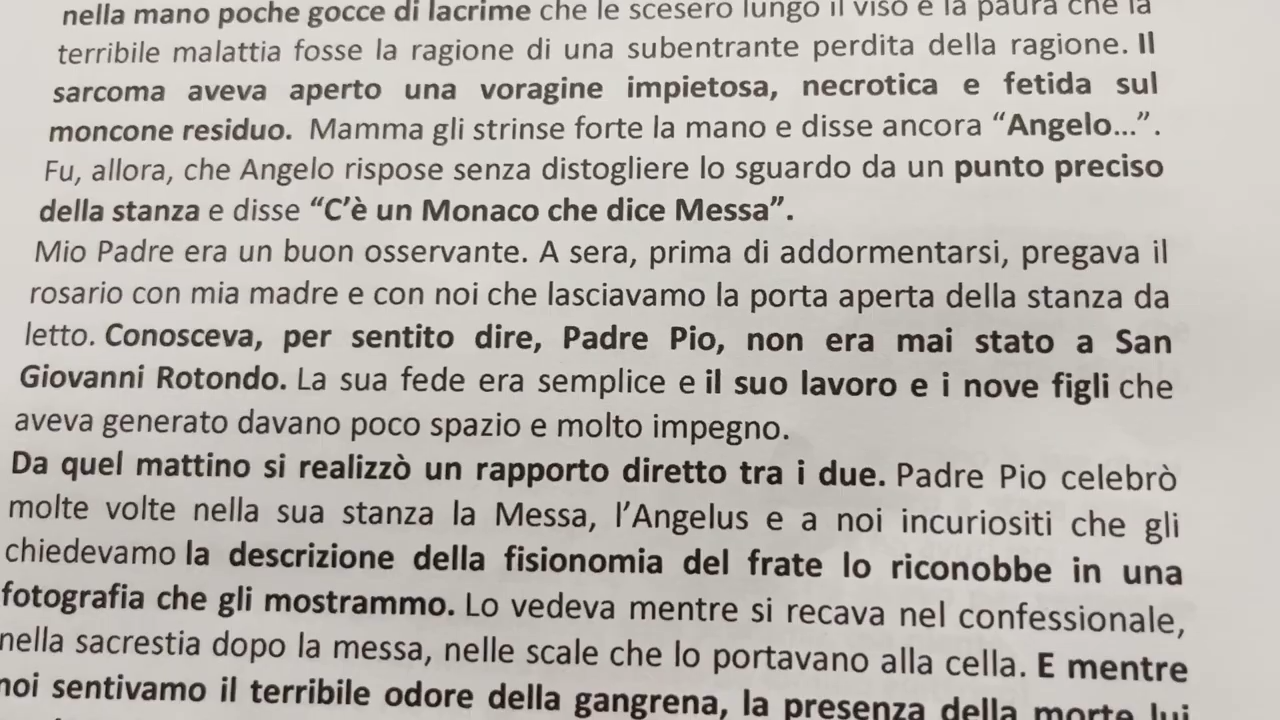 nella mano poche gocce di lacrime che le scesero lungo il viso e la paura che la
terribile malattia fosse la ragione di una subentrante perdita della ragione. Il
sarcoma aveva aperto una voragine impietosa, necrotica e fetida sul
moncone residuo. Mamma gli strinse forte la mano e disse ancora “Angelo...”.
Fu, allora, che Angelo rispose senza distogliere lo sguardo da un punto preciso
della stanza e disse “C’è un Monaco che dice Messa”.
Mio Padre era un buon osservante. A sera, prima di addormentarsi, pregava il
rosario con mia madre e con noi che lasciavamo la porta aperta della stanza da
letto. Conosceva, per sentito dire, Padre Pio, non era mai stato a San
Giovanni Rotondo. La sua fede era semplice e il suo lavoro e i nove figli che
aveva generato davano poco spazio e molto impegno.
Da quel mattino si realizzò un rapporto diretto tra i due. Padre Pio celebrò
molte volte nella sua stanza la Messa, l’Angelus e a noi incuriositi che gli
chiedevamo la descrizione della fisionomia del frate lo riconobbe in una
fotografia che gli mostrammo. Lo vedeva mentre si recava nel confessionale,
nella sacrestia dopo la messa, nelle scale che lo portavano alla cella. E mentre
noi sentivamo il terribile odore della gangrena, la presenza della morte lui